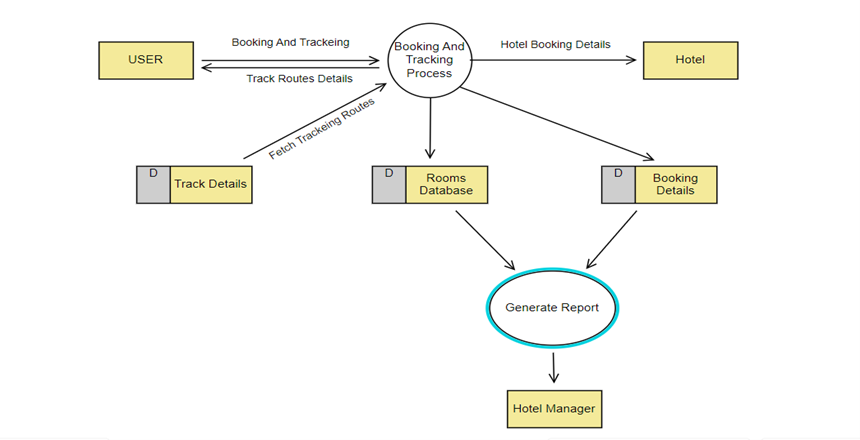 Booking And Trackeing
USER
Track Routes Details
Booking And
Tracking
Process
Hotel Booking Details
Hotel
Fetch Trackeing Routes
D
Track Details
D
Rooms
Database
D
Booking
Details
Generate Report
Hotel Manager